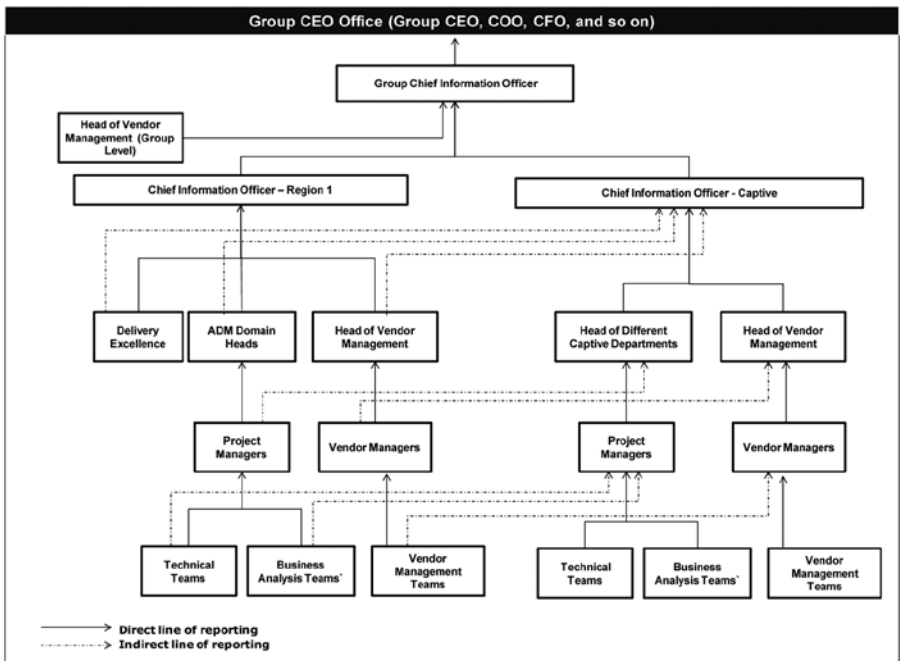 Group CEO Office (Group CEO, COO, CFO, and so on)
Group Chief Information Officer
Head of Vendor
Management (Group
Level)
Chief Information Officer – Region 1
Chief Information Officer - Captive
Delivery
Excellence
ADM Domain
Heads
Head of Vendor
Management
Head of Different
Captive Departments
Head of Vendor
Management
Project
Managers
Vendor Managers
Project
Managers
Vendor Managers
Technical
Teams
Business
Analysis Teams`
Vendor
Management
Teams
Technical
Teams
Business
Analysis Teams`
Vendor
Management
Teams
Direct line of reporting
Indirect line of reporting